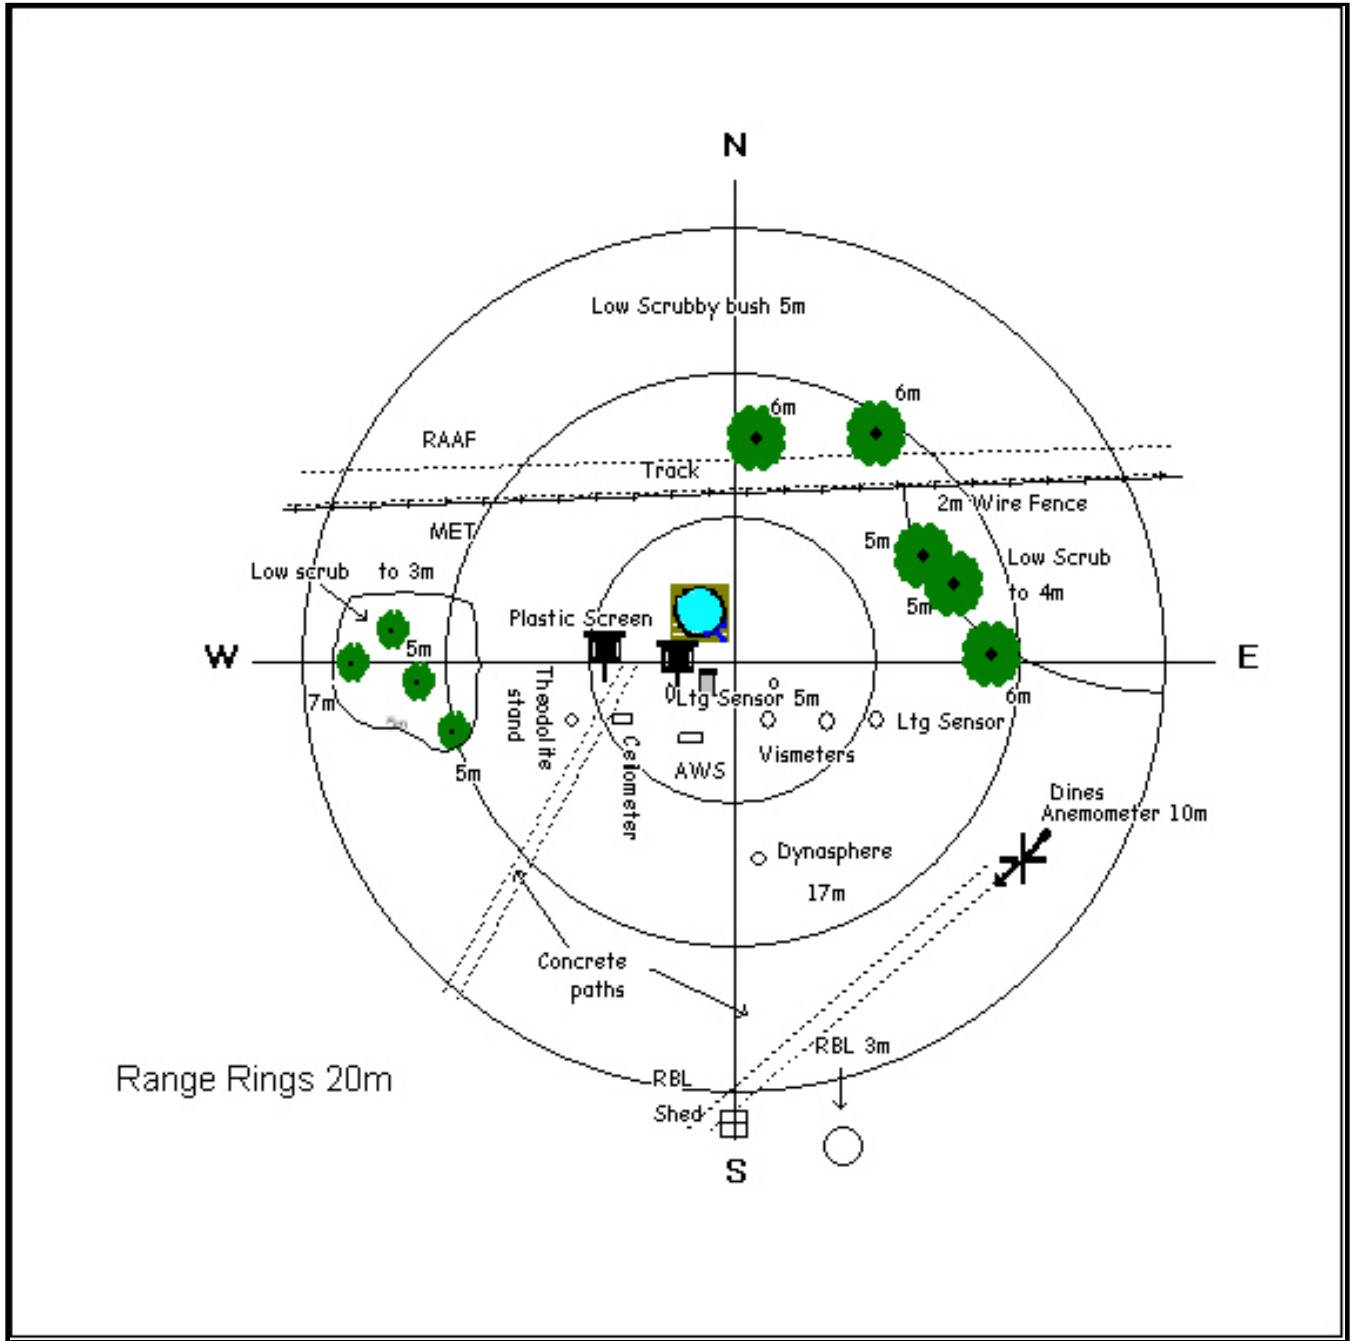 N
Low Scrubby bush 5m
6m
6m
RAAF
Track
2m Wire Fence
MET
5m
Low Scrub
to 4m
Low scrub to 3m
5m
Plastic Screen
W
E
5m
7m
6m
Theodolite
stand
Ltg Sensor 5m
Ltg Sensor
Vismeters
Ceilometer
AWS
5m
5m
Dines
Anemometer 10m
Dynasphere
17m
Concrete
paths
RBL 3m
Range Rings 20m
RBL
Shed
S